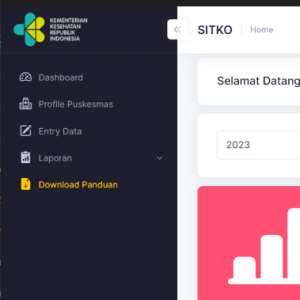 KEMENTERIAN
KESEHATAN
REPUBLIK
INDONESIA
SITKO
Home
Dashboard
Selamat Datang
Profile Puskesmas
Entry Data
2023
Laporan
Download Panduan